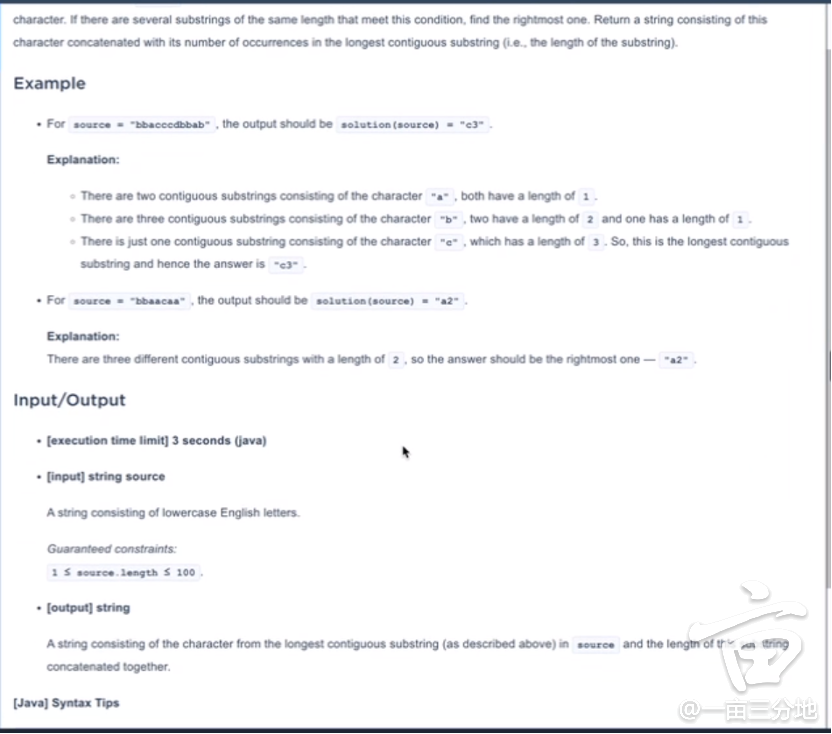 character. If there are several substrings of the same length that meet this condition, find the rightmost one. Return a string consisting of this
character concatenated with its number of occurrences in the longest contiguous substring (i.e., the length of the substring).
Example
• For source = "bbacccdbbab" , the output should be solution(source) = "c3" .
Explanation:
◦ There are two contiguous substrings consisting of the character "a" , both have a length of 1 .
◦ There are three contiguous substrings consisting of the character "b" , two have a length of 2 and one has a length of 1 .
◦ There is just one contiguous substring consisting of the character "c" , which has a length of 3 . So, this is the longest contiguous
substring and hence the answer is "c3" .
• For source = "bbaacaa" , the output should be solution(source) = "a2" .
Explanation:
There are three different contiguous substrings with a length of 2 , so the answer should be the rightmost one — "a2" .
Input/Output
• [execution time limit] 3 seconds (java)
• [input] string source
A string consisting of lowercase English letters.
Guaranteed constraints:
1 ≤ source.length ≤ 100 .
• [output] string
A string consisting of the character from the longest contiguous substring (as described above) in source and the length of
concatenated together.
[Java] Syntax Tips
亩
@一亩三分地